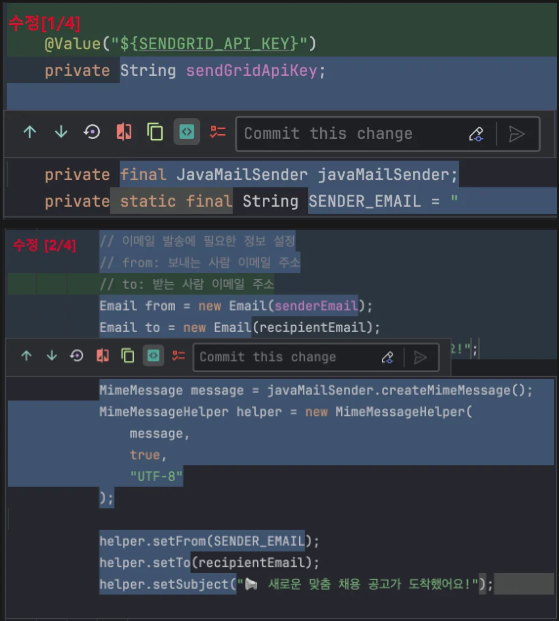 수정[1/4]
@Value("${SENDGRID_API_KEY}")
private String sendGridApiKey;
Commit this change
private final JavaMailSender javaMailSender;
private static final String SENDER_EMAIL = "
수정 [2/4]
// 이메일 발송에 필요한 정보 설정
// from: 보내는 사람 이메일 주소
// to: 받는 사람 이메일 주소
Email from = new Email(senderEmail);
Email to = new Email(recipientEmail);
요!";
Commit this change
MimeMessage message = javaMailSender.createMimeMessage();
MimeMessageHelper helper = new MimeMessageHelper(
message,
true,
"UTF-8"
);
helper.setFrom(SENDER_EMAIL);
helper.setTo(recipientEmail);
helper.setSubject("📢 새로운 맞춤 채용 공고가 도착했어요!");